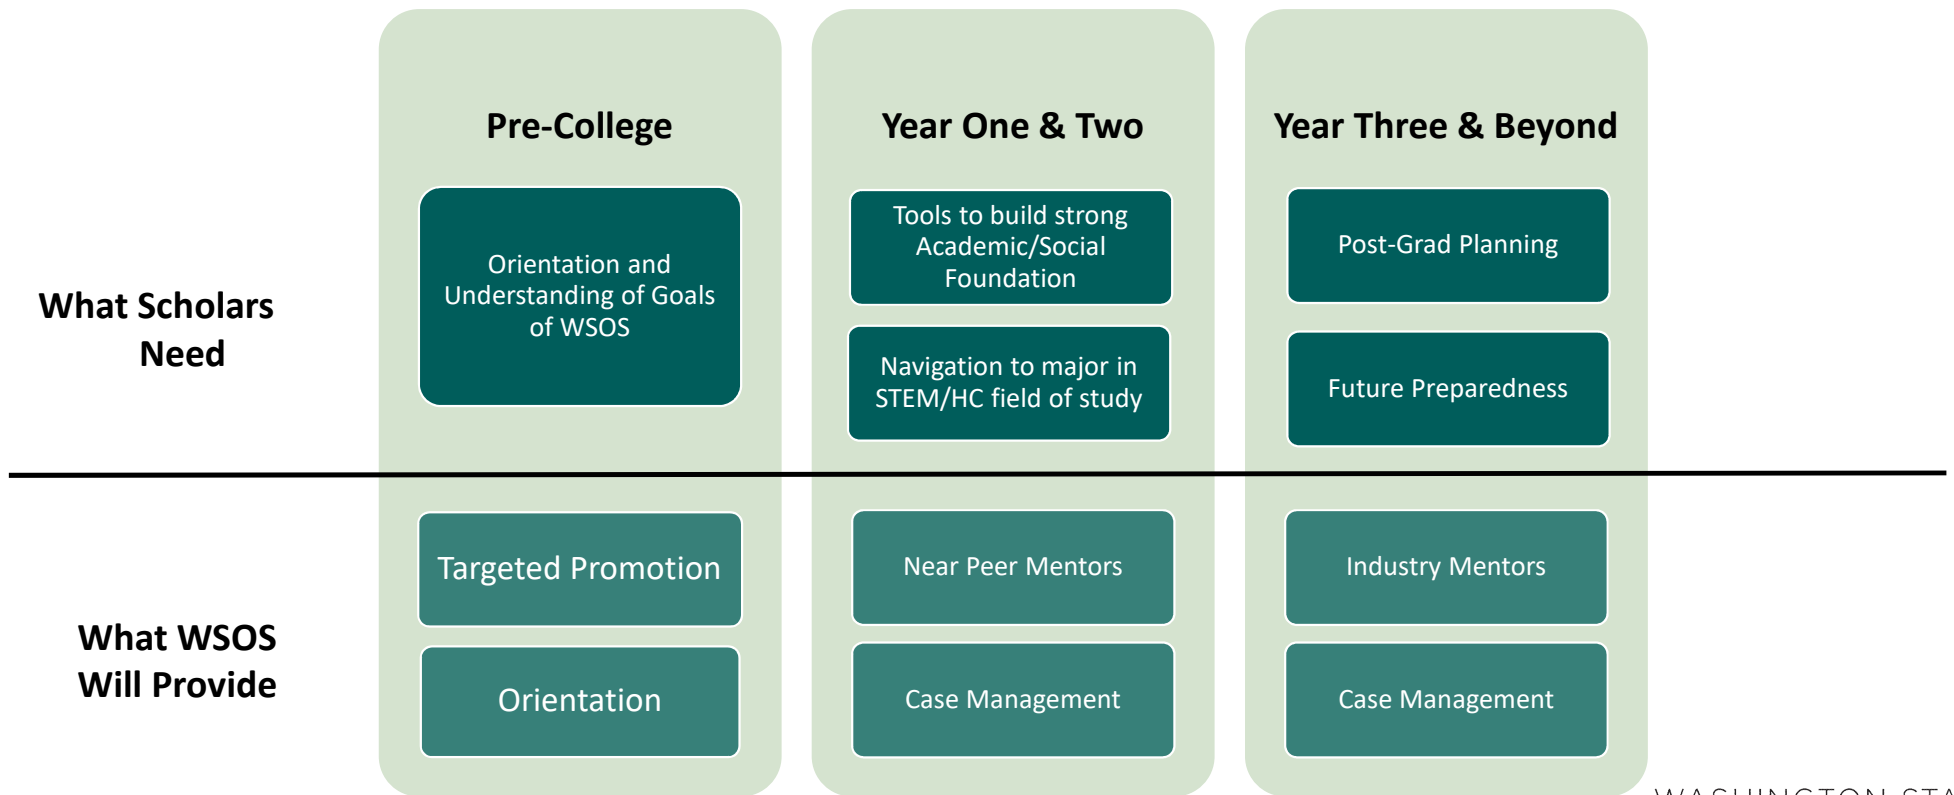 Pre-College
Year One & Two
Year Three & Beyond
What Scholars
Need
Orientation and
Understanding of Goals
of WSOS
Tools to build strong
Academic/Social
Foundation
Navigation to major in
STEM/HC field of study
Post-Grad Planning
Future Preparedness
What WSOS
Will Provide
Targeted Promotion
Orientation
Near Peer Mentors
Case Management
Industry Mentors
Case Management
WASHINGTON STA